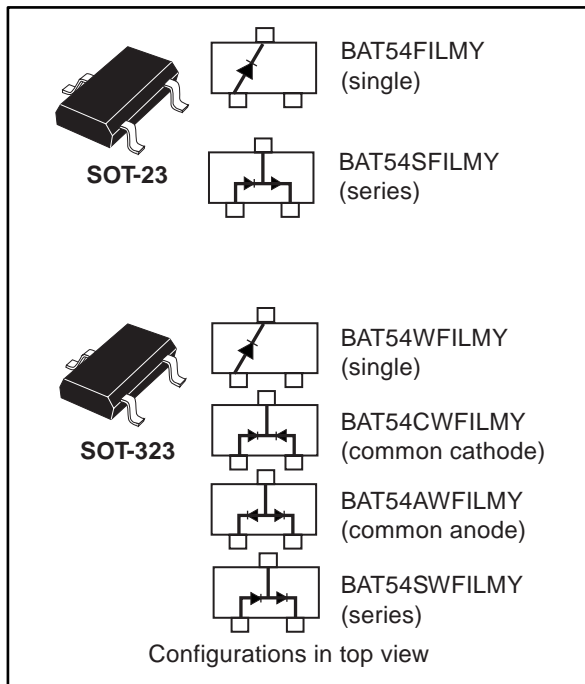 BAT54FILMY
(single)
SOT-23
BAT54SFILMY
(series)
BAT54WFILMY
(single)
SOT-323
BAT54CWFILMY
(common cathode)
BAT54AWFILMY
(common anode)
BAT54SWFILMY
(series)
Configurations in top view